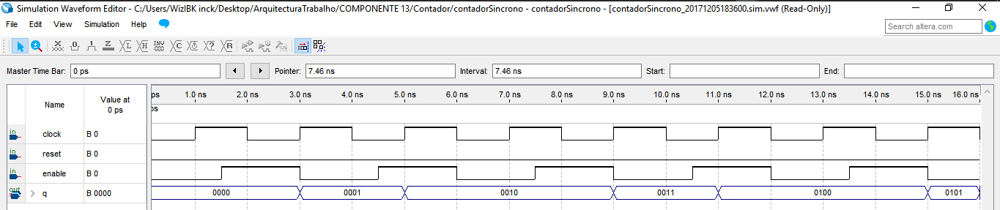 Simulation Waveform Editor - C:/Users/WizIBK inck/Desktop/ArquitecturaTrabalho/COMPONENTE 13/Contador/contadorSincrono - contadorSincrono - [contadorSincrono_20171205183600.sim.vwf (Read-Only)]
File Edit View Simulation Help
Search altera.com
Master Time Bar: 0 ps Pointer: 7.46 ns Interval: 7.46 ns Start: End:
Name Value at 0 ps
ps 1.0 ns 2.0 ns 3.0 ns 4.0 ns 5.0 ns 6.0 ns 7.0 ns 8.0 ns 9.0 ns 10.0 ns 11.0 ns 12.0 ns 13.0 ns 14.0 ns 15.0 ns 16.0 ns
ps
in clock B 0
in reset B 0
in enable B 0
out q B 0000 0000 0001 0010 0011 0100 0101